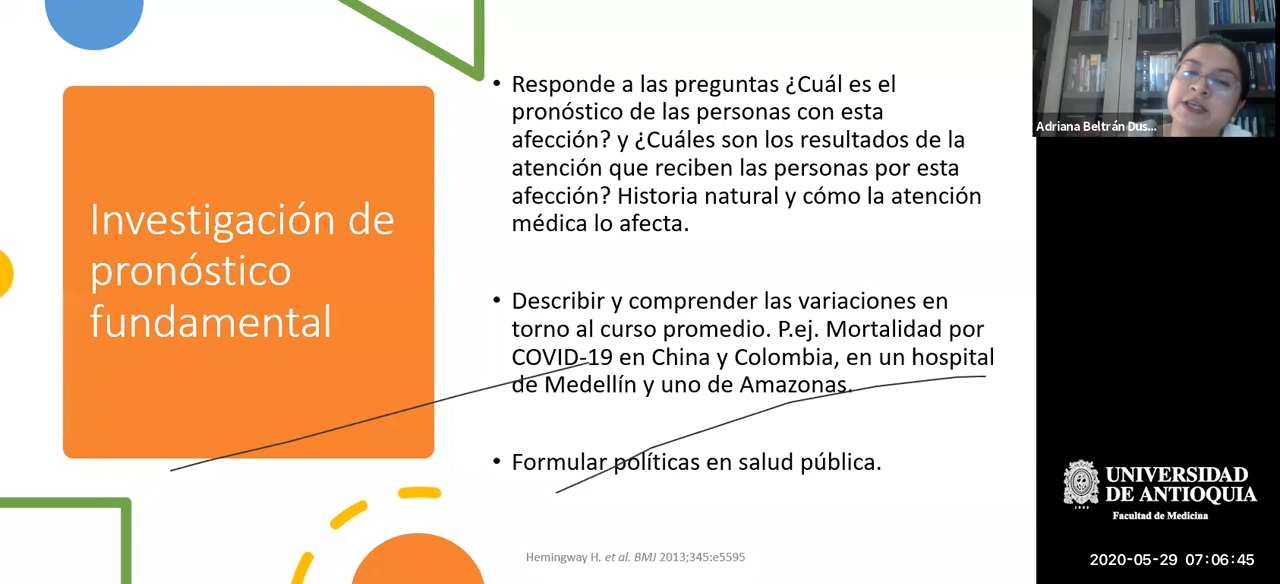 Investigación de
pronóstico
fundamental
• Responde a las preguntas ¿Cuál es el
pronóstico de las personas con esta
afección? y ¿Cuáles son los resultados de la
atención que reciben las personas por esta
afección? Historia natural y cómo la atención
médica lo afecta.
• Describir y comprender las variaciones en
torno al curso promedio. P.ej. Mortalidad por
COVID-19 en China y Colombia, en un hospital
de Medellín y uno de Amazonas.
• Formular políticas en salud pública.
Hemingway H. et al. BMJ 2013;345:e5595
Adriana Beltrán Dus...
UNIVERSIDAD
DE ANTIOQUIA
1803
Facultad de Medicina
2020-05-29 07:06:45